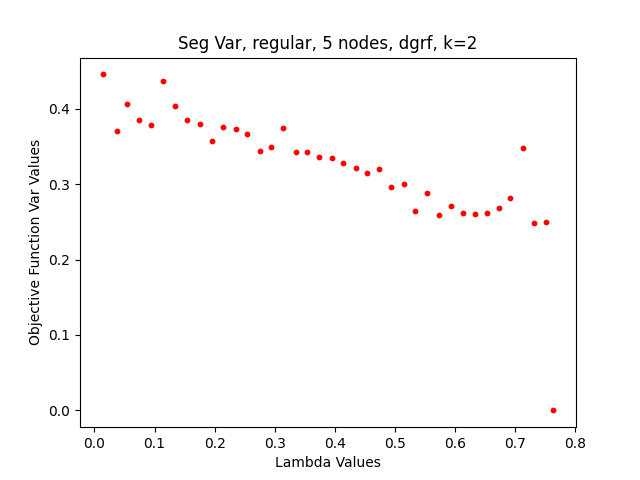 Seg Var, regular, 5 nodes, dgrf, k=2
Objective Function Var Values
0.4
0.3
0.2
0.1
0.0
0.0 0.1 0.2 0.3 0.4 0.5 0.6 0.7 0.8
Lambda Values